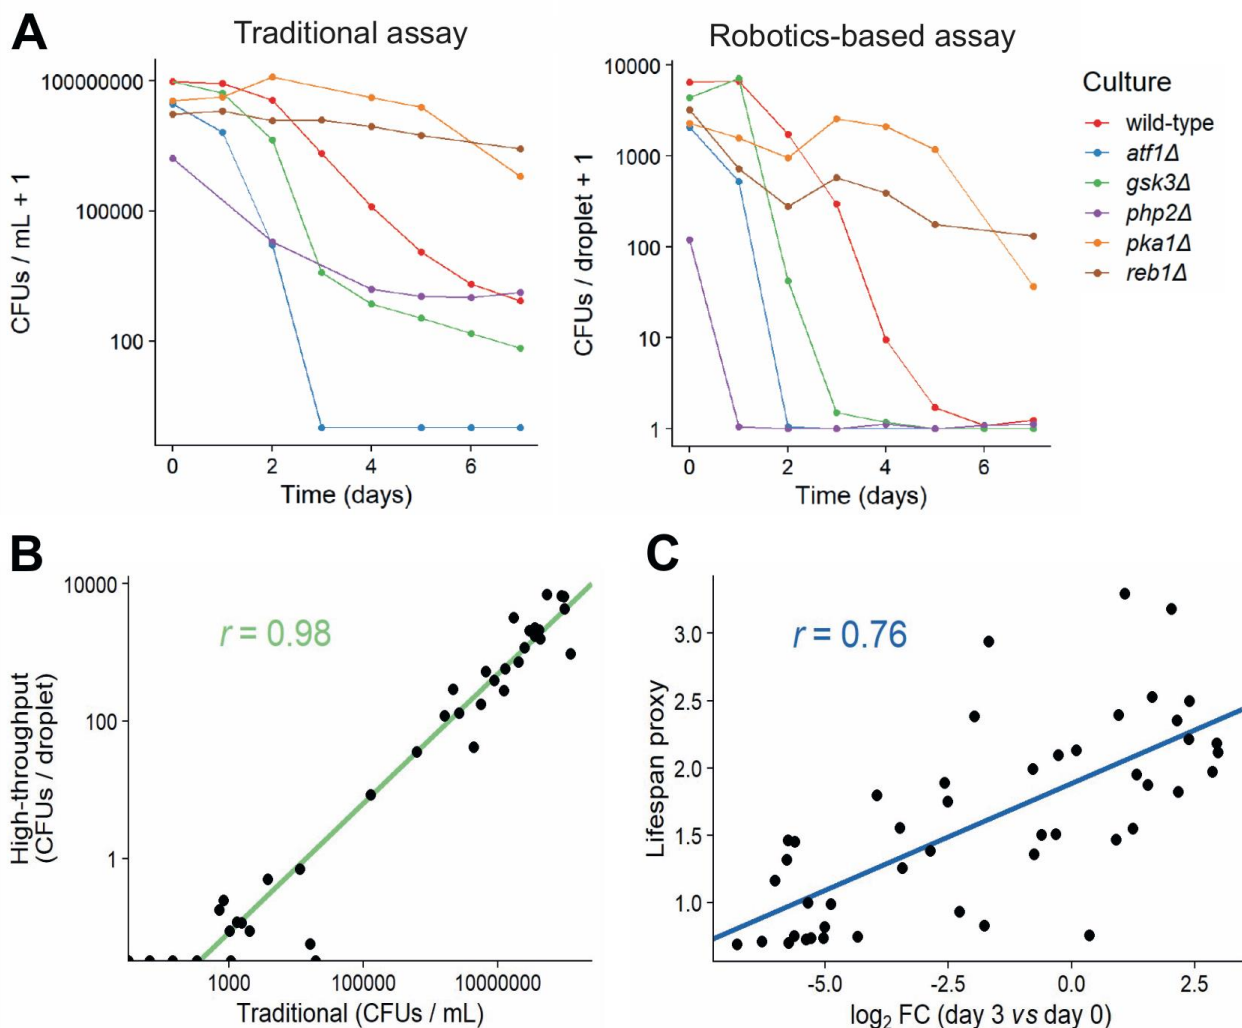 A
Traditional assay
Robotics-based assay
100000000
100000
100
CFUs / mL + 1
0
2
4
6
Time (days)
10000
1000
100
10
1
CFUs / droplet + 1
0
2
4
6
Time (days)
Culture
wild-type
atf1Δ
gsk3Δ
php2Δ
pka1Δ
reb1Δ
B
r = 0.98
10000
100
1
High-throughput
(CFUs / droplet)
1000
100000
10000000
Traditional (CFUs / mL)
C
r = 0.76
3.0
2.5
2.0
1.5
1.0
Lifespan proxy
-5.0
-2.5
0.0
2.5
log₂ FC (day 3 vs day 0)